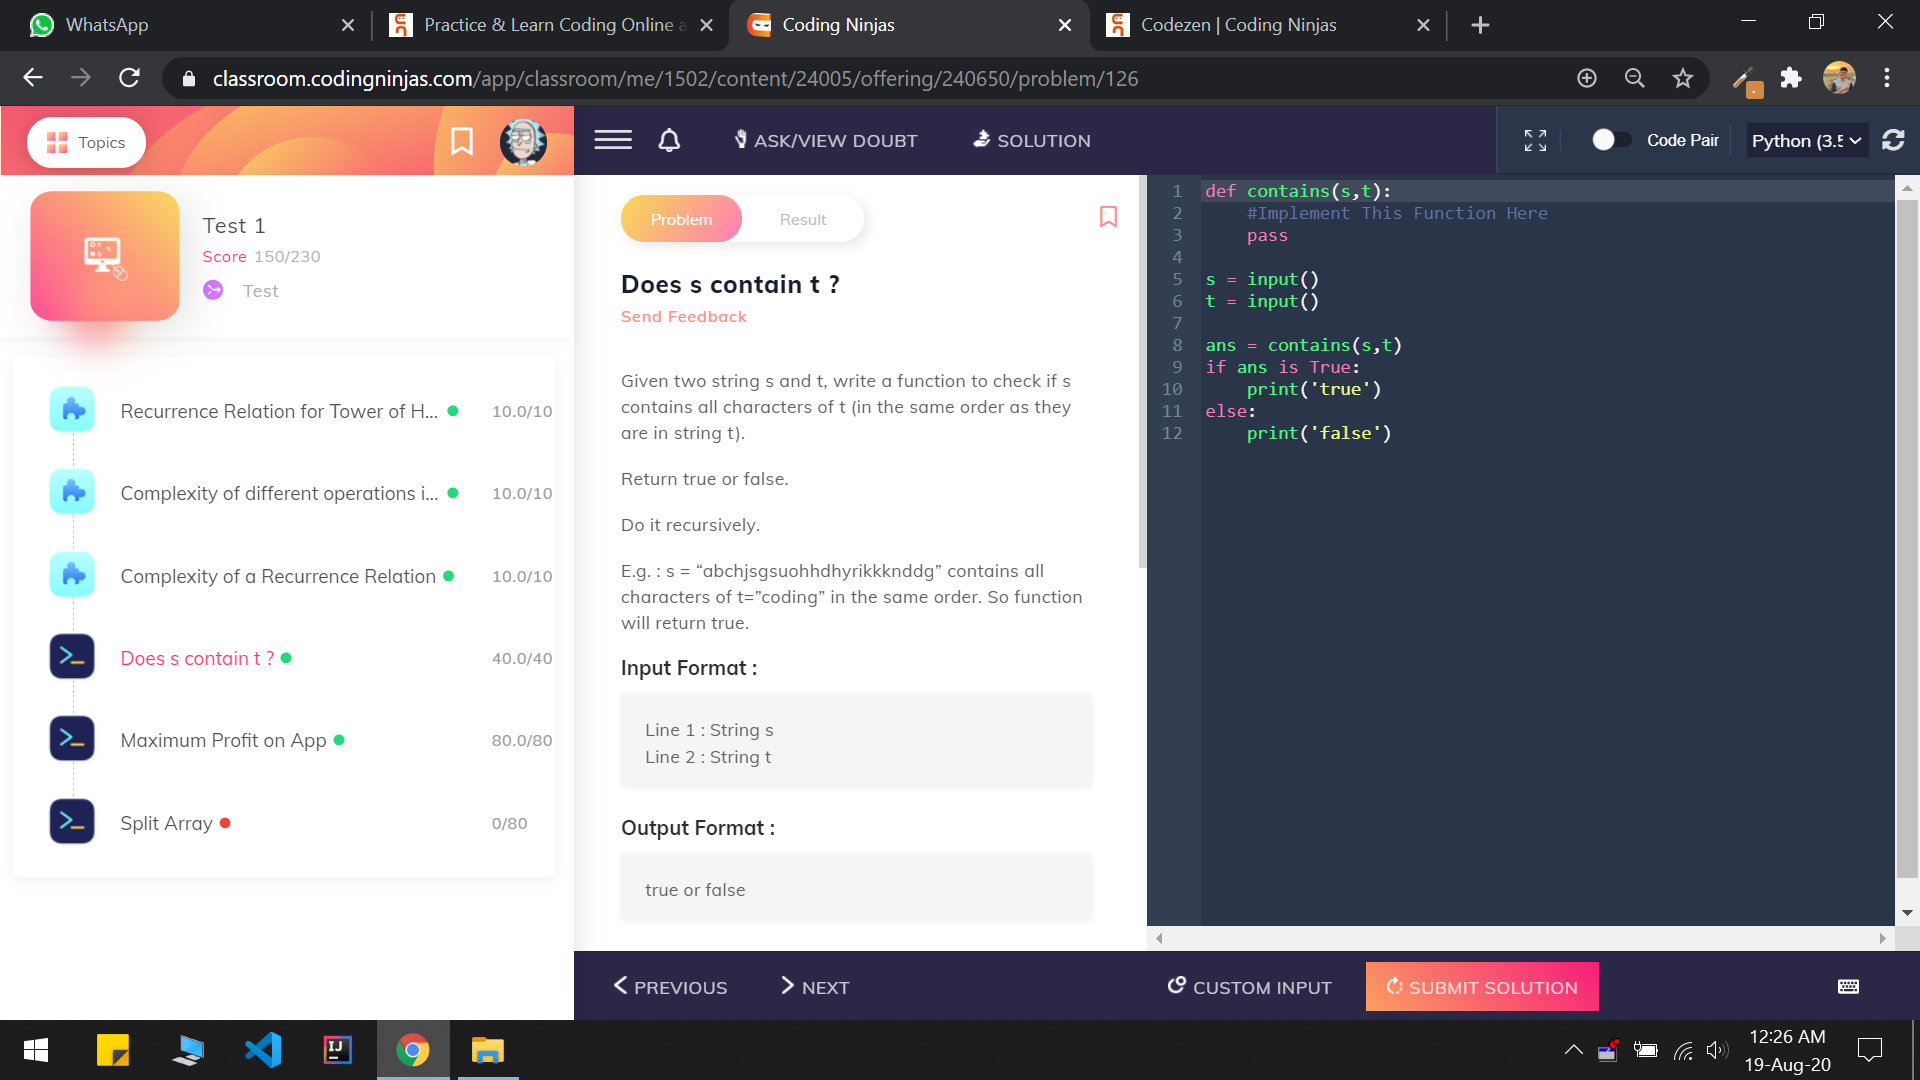 WhatsApp
Practice & Learn Coding Online a
Coding Ninjas
Codezen | Coding Ninjas
classroom.codingninjas.com/app/classroom/me/1502/content/24005/offering/240650/problem/126
Topics
ASK/VIEW DOUBT
SOLUTION
Code Pair
Python (3.5
Test 1
Score 150/230
Test
Recurrence Relation for Tower of H... 10.0/10
Complexity of different operations i... 10.0/10
Complexity of a Recurrence Relation 10.0/10
Does s contain t ? 40.0/40
Maximum Profit on App 80.0/80
Split Array 0/80
Problem
Result
Does s contain t ?
Send Feedback
Given two string s and t, write a function to check if s
contains all characters of t (in the same order as they
are in string t).
Return true or false.
Do it recursively.
E.g. : s = “abchjsgsuohhdhyrikkknddg” contains all
characters of t=”coding” in the same order. So function
will return true.
Input Format :
Line 1 : String s
Line 2 : String t
Output Format :
true or false
1 def contains(s,t):
2     #Implement This Function Here
3     pass
4
5 s = input()
6 t = input()
7
8 ans = contains(s,t)
9 if ans is True:
10     print('true')
11 else:
12     print('false')
PREVIOUS
NEXT
CUSTOM INPUT
SUBMIT SOLUTION
IJ
12:26 AM
19-Aug-20